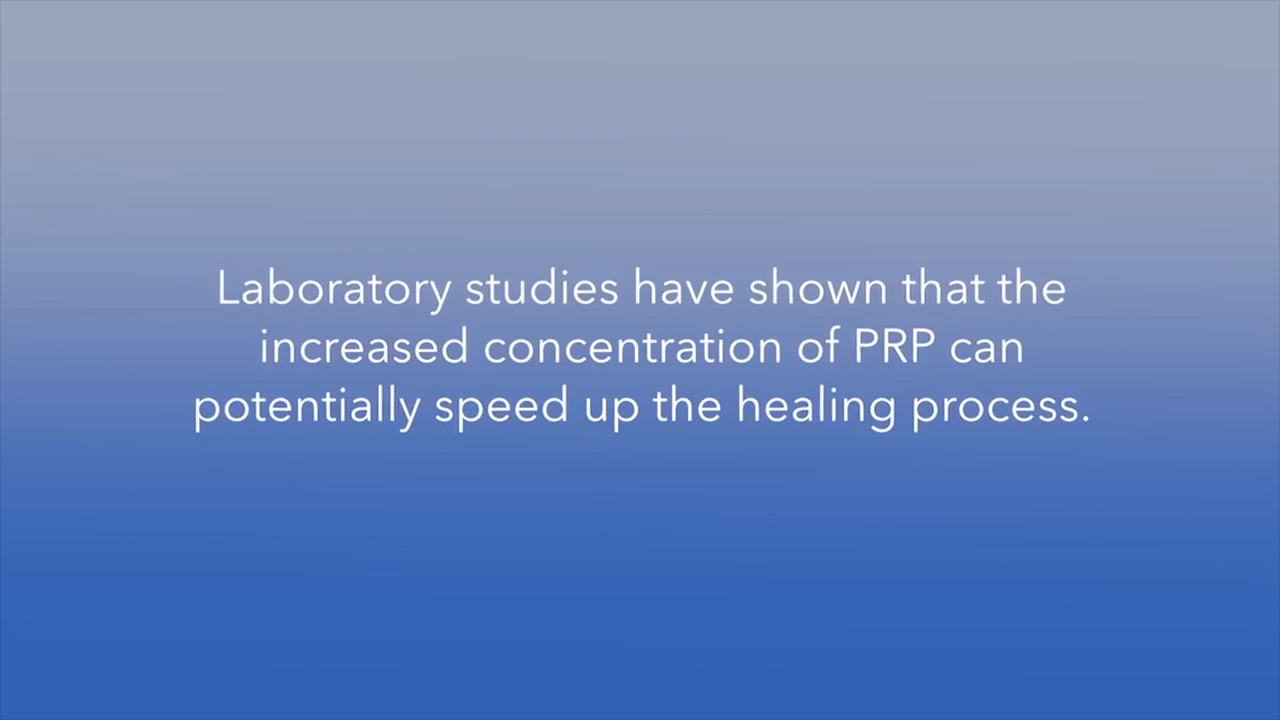 Laboratory studies have shown that the
increased concentration of PRP can
potentially speed up the healing process.